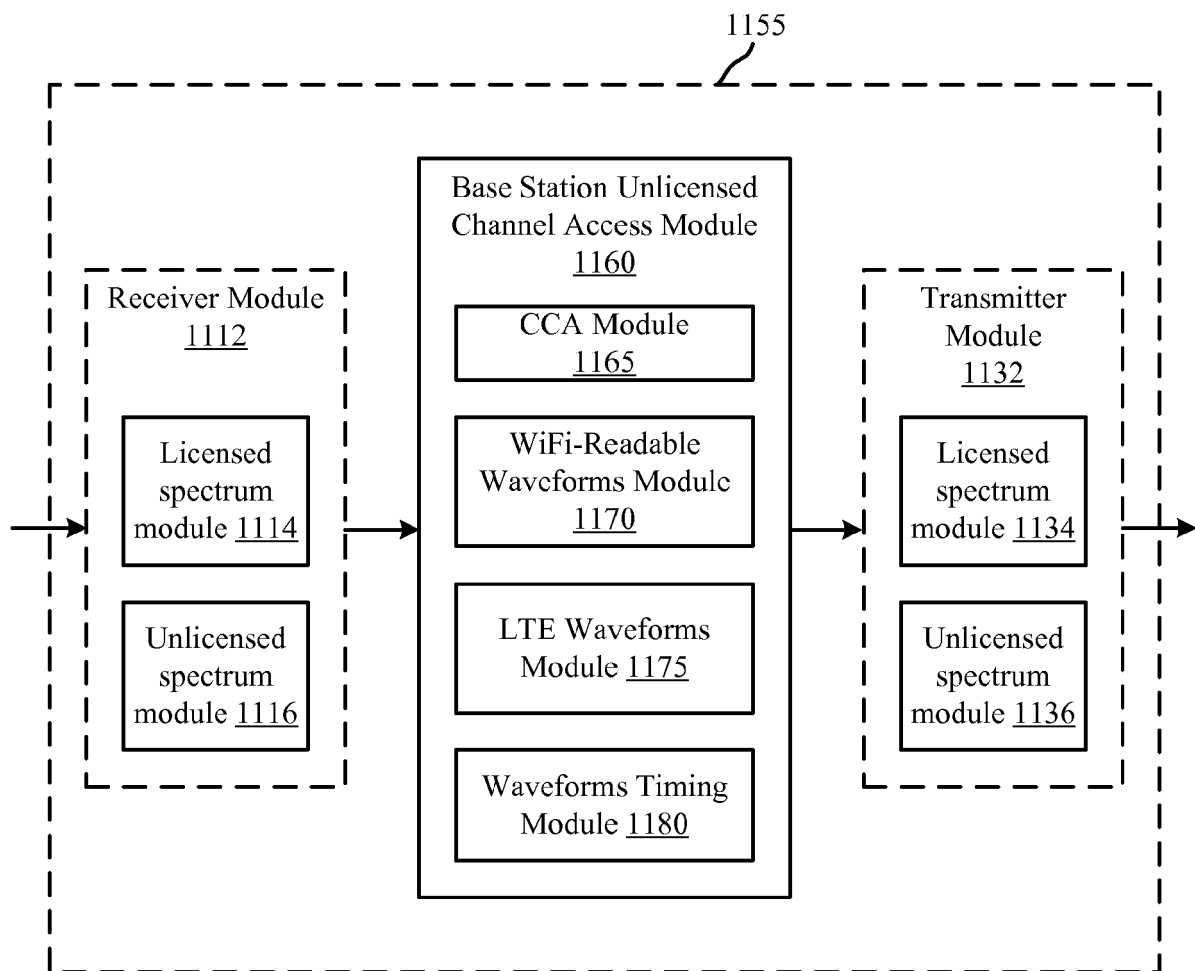 1155
Base Station Unlicensed
Channel Access Module
1160
Receiver Module
1112
Transmitter
Module
1132
CCA Module
1165
WiFi-Readable
Waveforms Module
1170
Licensed
spectrum
module 1114
Licensed
spectrum
module 1134
LTE Waveforms
Module 1175
Unlicensed
spectrum
module 1116
Unlicensed
spectrum
module 1136
Waveforms Timing
Module 1180